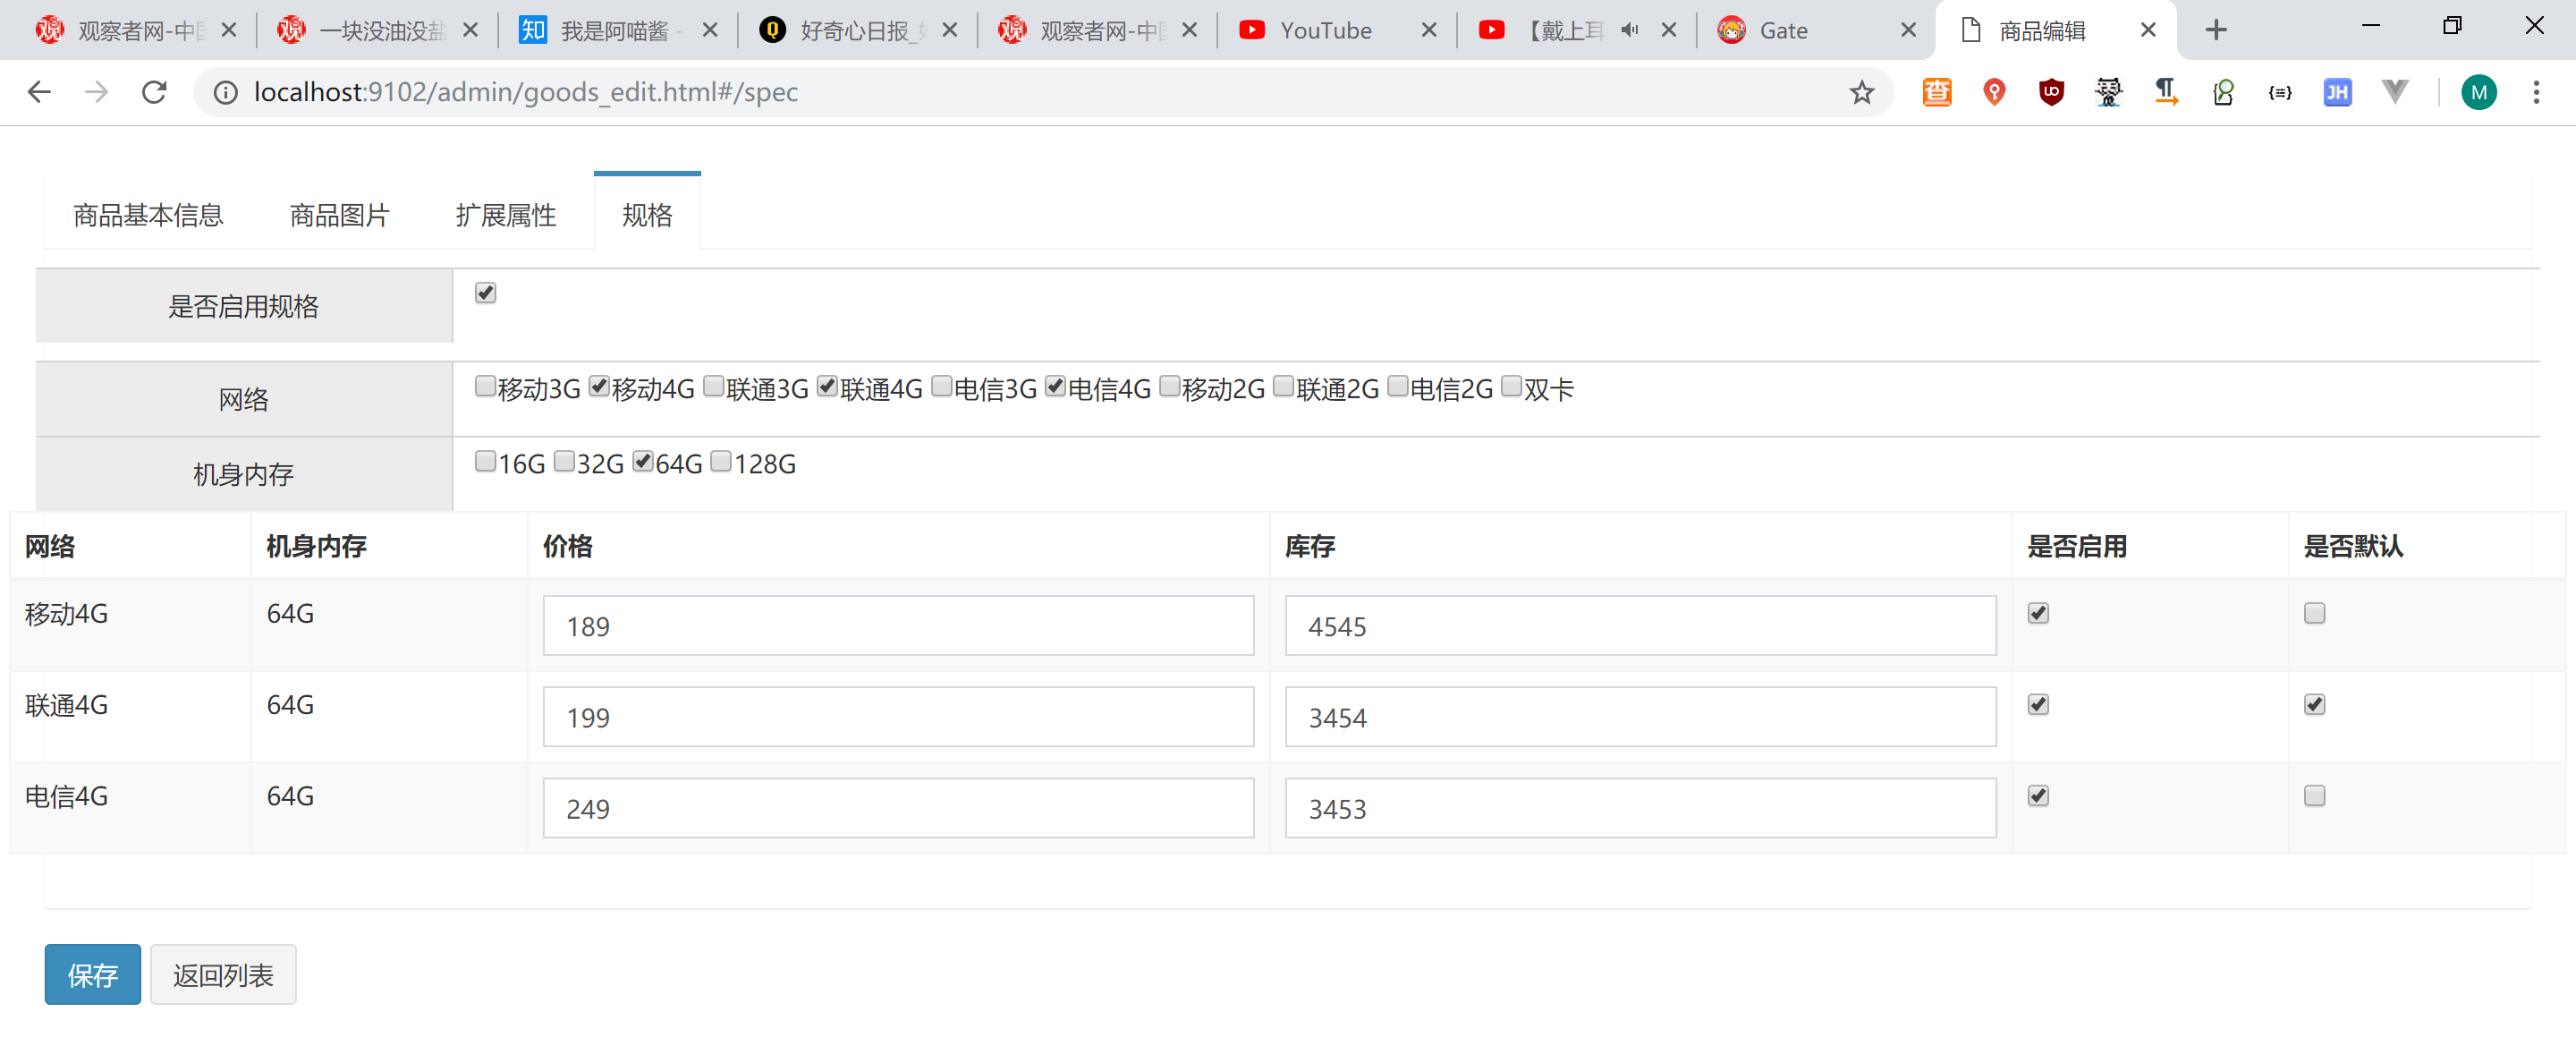 观察者网-中国
一块没油没盐
我是阿喵酱 -
好奇心日报_
观察者网-中国
YouTube
【戴上耳
Gate
商品编辑
localhost:9102/admin/goods_edit.html#/spec
M
商品基本信息 商品图片 扩展属性 规格
是否启用规格
网络 移动3G 移动4G 联通3G 联通4G 电信3G 电信4G 移动2G 联通2G 电信2G 双卡
机身内存 16G 32G 64G 128G
网络 机身内存 价格 库存 是否启用 是否默认
移动4G 64G 189 4545
联通4G 64G 199 3454
电信4G 64G 249 3453
保存 返回列表